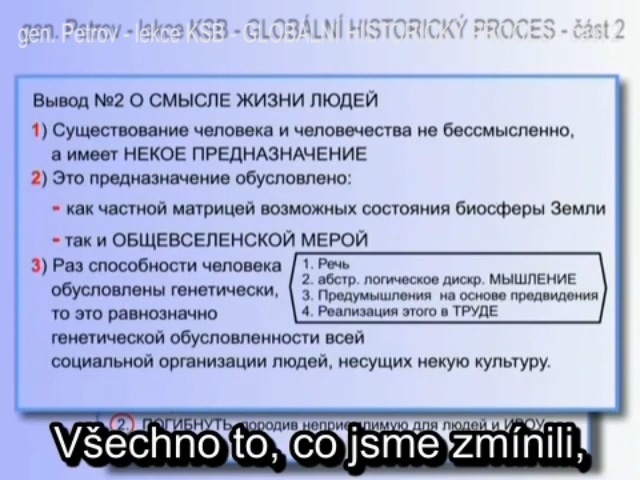 gen. Petrov - lekce KSB - GLOBÁLNÍ HISTORICKÝ PROCES - část 2
Вывод №2 О СМЫСЛЕ ЖИЗНИ ЛЮДЕЙ
1) Существование человека и человечества не бессмысленно,
а имеет НЕКОЕ ПРЕДНАЗНАЧЕНИЕ
2) Это предназначение обусловлено:
- как частной матрицей возможных состояния биосферы Земли
- так и ОБЩЕВСЕЛЕНСКОЙ МЕРОЙ
3) Раз способности человека
обусловлены генетически,
то это равнозначно
генетической обусловленности всей
социальной организации людей, несущих некую культуру.
1. Речь
2. абстр. логическое дискр. МЫШЛЕНИЕ
3. Предумышления на основе предвидения
4. Реализация этого в ТРУДЕ
2. ПОГИБНУТЬ, породив неприемлимую для людей и ИВОУ
Všechno to, co jsme zmínili,